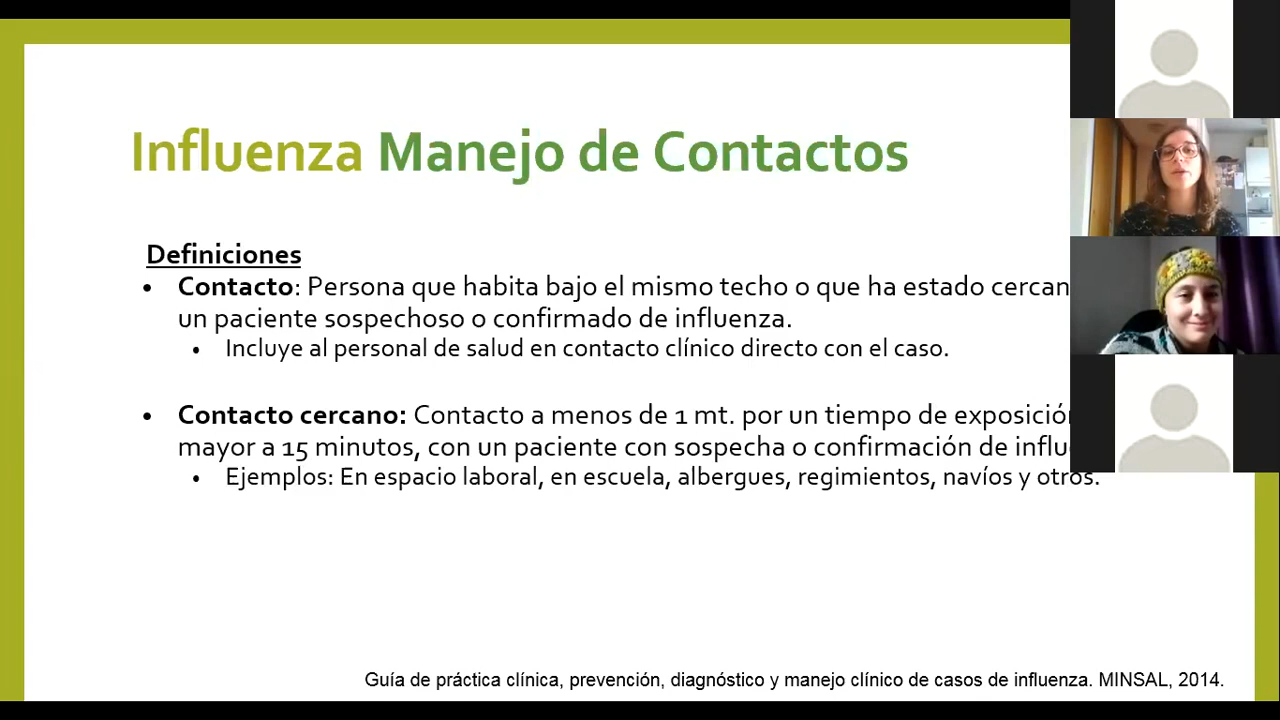 Influenza Manejo de Contactos
Definiciones
• Contacto: Persona que habita bajo el mismo techo o que ha estado cercan
un paciente sospechoso o confirmado de influenza.
• Incluye al personal de salud en contacto clínico directo con el caso.
• Contacto cercano: Contacto a menos de 1 mt. por un tiempo de exposición
mayor a 15 minutos, con un paciente con sospecha o confirmación de influ
• Ejemplos: En espacio laboral, en escuela, albergues, regimientos, navíos y otros.
Guía de práctica clínica, prevención, diagnóstico y manejo clínico de casos de influenza. MINSAL, 2014.